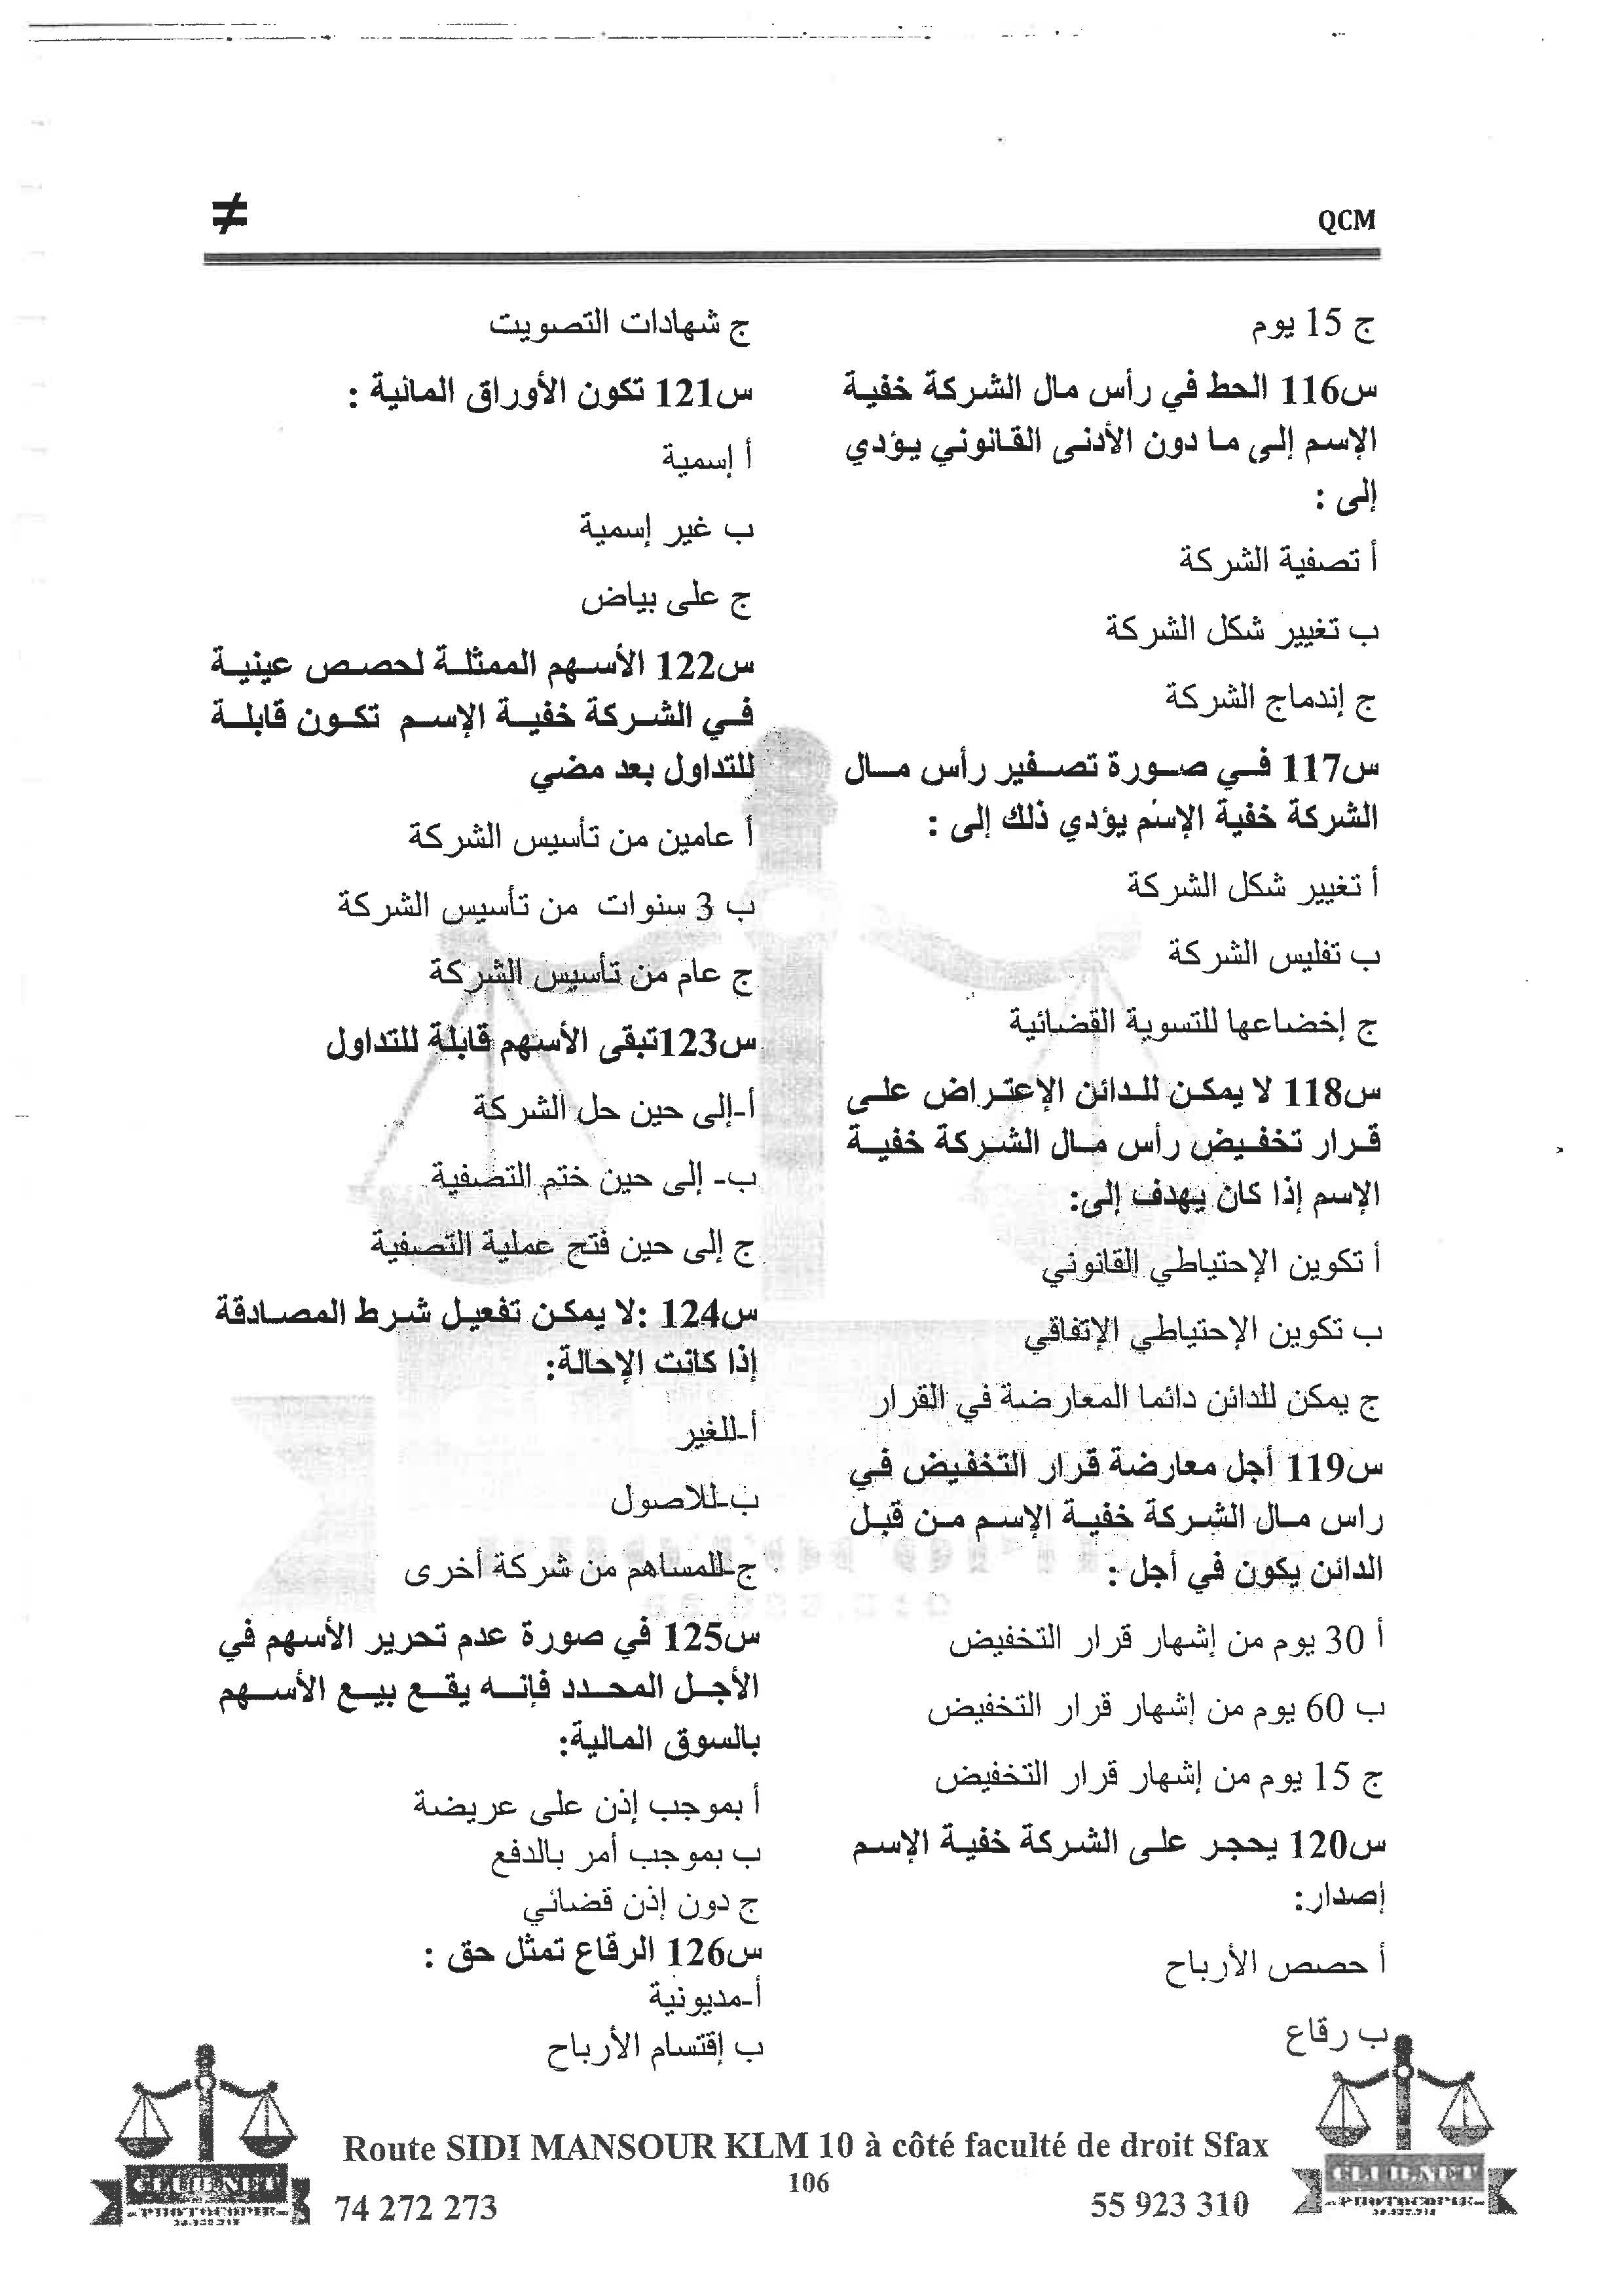 ≠
QCM
ج 15 يوم
س116 الحط في رأس مال الشركة خفية
الإسم إلى ما دون الأدنى القانوني يؤدي
إلى :
أ تصفية الشركة
ب تغيير شكل الشركة
ج إندماج الشركة
س117 في صورة تصفير رأس مال
الشركة خفية الإسم يؤدي ذلك إلى :
أ تغيير شكل الشركة
ب تفليس الشركة
ج إخضاعها للتسوية القضائية
س118 لا يمكن للدائن الإعتراض على
قرار تخفيض رأس مال الشركة خفية
الإسم إذا كان يهدف إلى:
أ تكوين الإحتياطي القانوني
ب تكوين الإحتياطي الإتفاقي
ج يمكن للدائن دائما المعارضة في القرار
س119 أجل معارضة قرار التخفيض في
راس مال الشركة خفية الإسم من قبل
الدائن يكون في أجل :
أ 30 يوم من إشهار قرار التخفيض
ب 60 يوم من إشهار قرار التخفيض
ج 15 يوم من إشهار قرار التخفيض
س120 يحجر على الشركة خفية الإسم
إصدار:
أ حصص الأرباح
ب رقاع
ج شهادات التصويت
س121 تكون الأوراق المالية :
أ إسمية
ب غير إسمية
ج على بياض
س122 الأسهم الممثلة لحصص عينية
في الشركة خفية الإسم تكون قابلة
للتداول بعد مضي
أ عامين من تأسيس الشركة
ب 3 سنوات من تأسيس الشركة
ج عام من تأسيس الشركة
س123تبقى الأسهم قابلة للتداول
أ-إلى حين حل الشركة
ب- إلى حين ختم التصفية
ج إلى حين فتح عملية التصفية
س124 :لا يمكن تفعيل شرط المصادقة
إذا كانت الإحالة:
أ-للغير
ب-للاصول
ج-للمساهم من شركة أخرى
س125 في صورة عدم تحرير الأسهم في
الأجل المحدد فإنه يقع بيع الأسهم
بالسوق المالية:
أ بموجب إذن على عريضة
ب بموجب أمر بالدفع
ج دون إذن قضائي
س126 الرقاع تمثل حق :
أ-مديونية
ب إقتسام الأرباح
Route SIDI MANSOUR KLM 10 à côté faculté de droit Sfax
106
74 272 273
55 923 310
CLUB.NET
-PHOTOCOPIE-
CLUB.NET
-PHOTOCOPIE-